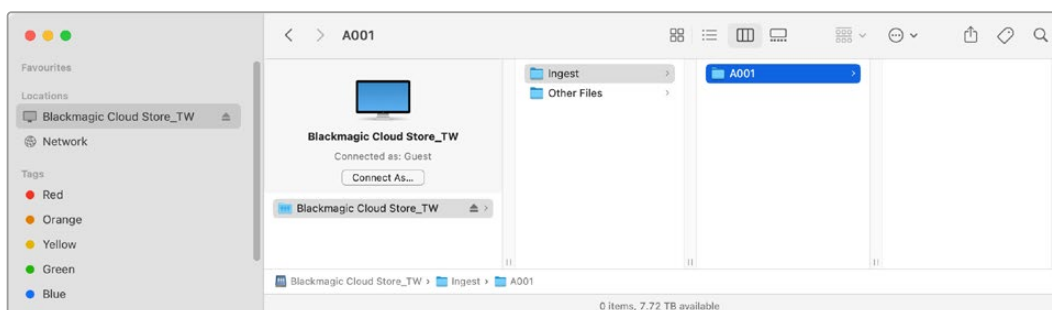 A001
Favourites
Locations
Blackmagic Cloud Store_TW
Network
Tags
Red
Orange
Yellow
Green
Blue
Blackmagic Cloud Store_TW
Connected as: Guest
Connect As...
Blackmagic Cloud Store_TW
Ingest
Other Files
A001
Blackmagic Cloud Store_TW › Ingest › A001
0 items, 7.72 TB available